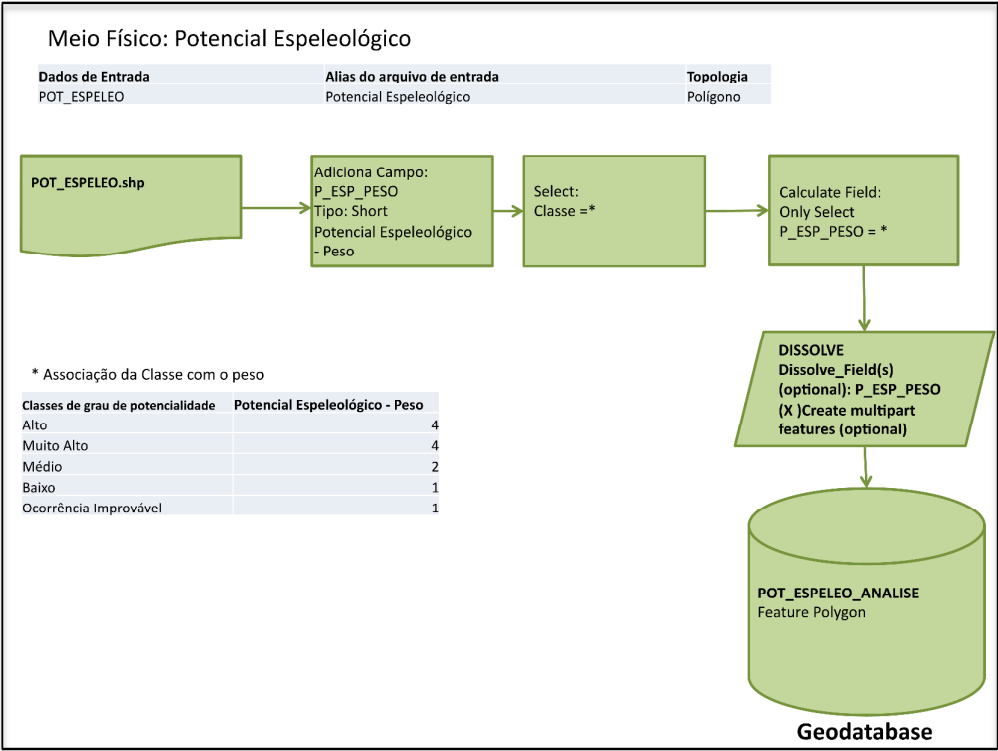 Meio Físico: Potencial Espeleológico
Dados de Entrada Alias do arquivo de entrada Topologia
POT_ESPELEO Potencial Espeleológico Polígono
POT_ESPELEO.shp
Adiciona Campo:
P_ESP_PESO
Tipo: Short
Potencial Espeleológico
- Peso
Select:
Classe =*
Calculate Field:
Only Select
P_ESP_PESO = *
DISSOLVE
Dissolve_Field(s)
(optional): P_ESP_PESO
(X )Create multipart
features (optional)
* Associação da Classe com o peso
Classes de grau de potencialidade Potencial Espeleológico - Peso
Alto 4
Muito Alto 4
Médio 2
Baixo 1
Ocorrência Improvável 1
POT_ESPELEO_ANALISE
Feature Polygon
Geodatabase